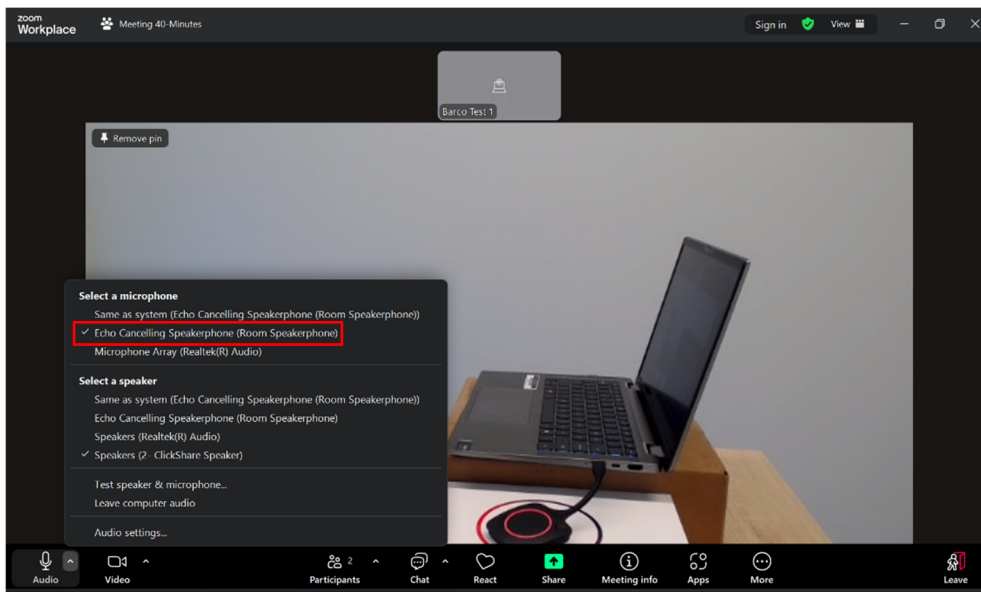 zoom
Workplace
Meeting 40-Minutes
Sign in
View
Barco Test 1
Remove pin
Select a microphone
Same as system (Echo Cancelling Speakerphone (Room Speakerphone))
Echo Cancelling Speakerphone (Room Speakerphone)
Microphone Array (Realtek(R) Audio)
Select a speaker
Same as system (Echo Cancelling Speakerphone (Room Speakerphone))
Echo Cancelling Speakerphone (Room Speakerphone)
Speakers (Realtek(R) Audio)
Speakers (2- ClickShare Speaker)
Test speaker & microphone...
Leave computer audio
Audio settings...
Audio
Video
2
Participants
Chat
React
Share
Meeting info
Apps
More
Leave